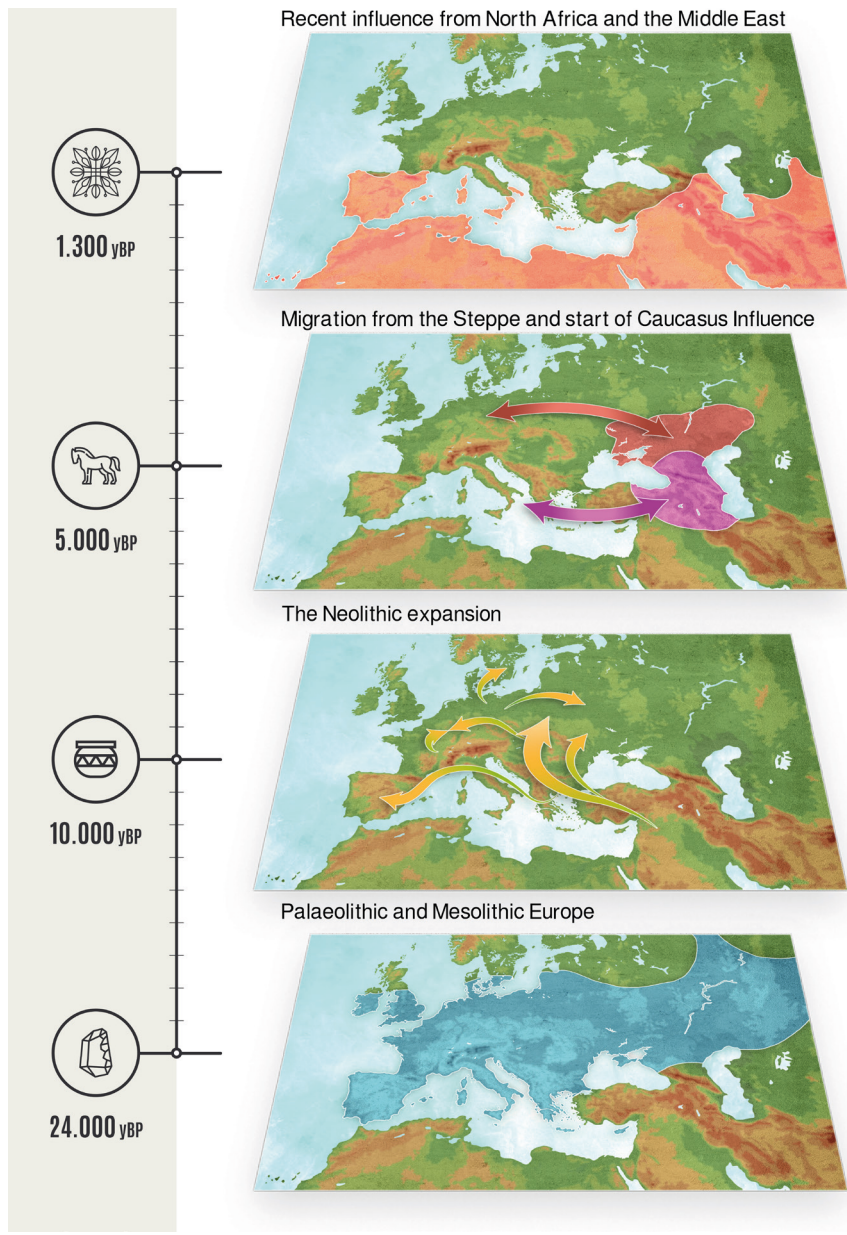 Recent influence from North Africa and the Middle East
1.300 yBP
Migration from the Steppe and start of Caucasus Influence
5.000 yBP
The Neolithic expansion
10.000 yBP
Palaeolithic and Mesolithic Europe
24.000 yBP